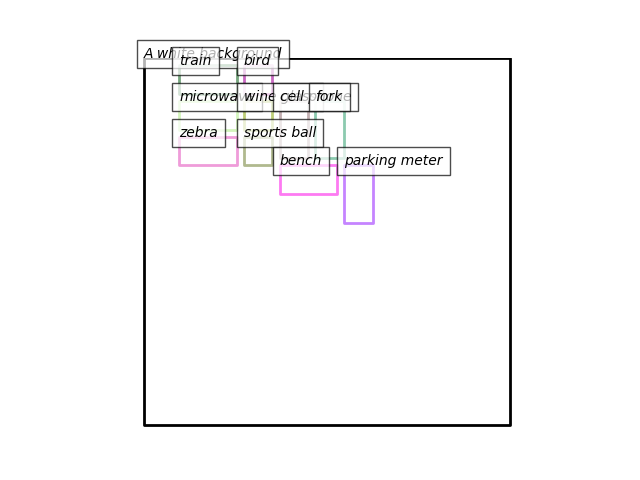 A white background
train
bird
microwave
wine glass
cell phone
fork
zebra
sports ball
bench
parking meter